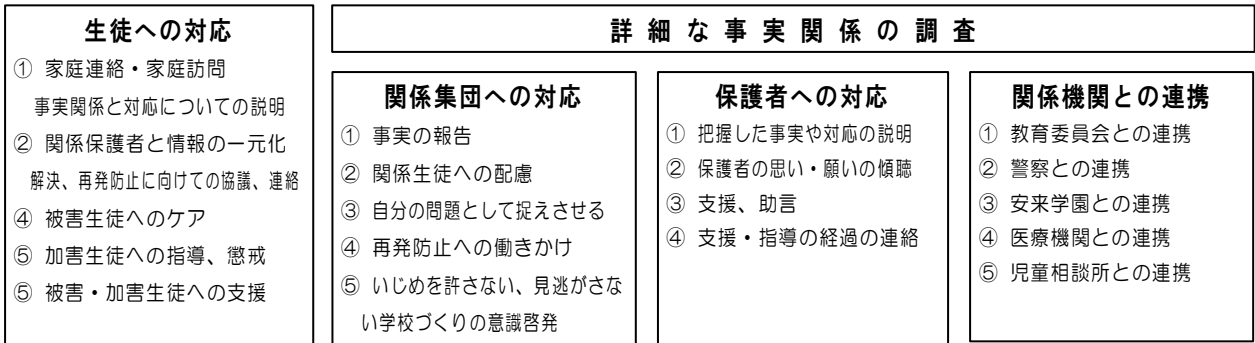 生徒への対応
① 家庭連絡・家庭訪問
事実関係と対応についての説明
② 関係保護者と情報の一元化
解決、再発防止に向けての協議、連絡
④ 被害生徒へのケア
⑤ 加害生徒への指導、懲戒
⑤ 被害・加害生徒への支援
詳細な事実関係の調査
関係集団への対応
① 事実の報告
② 関係生徒への配慮
③ 自分の問題として捉えさせる
④ 再発防止への働きかけ
⑤ いじめを許さない、見逃がさな
い学校づくりの意識啓発
保護者への対応
① 把握した事実や対応の説明
② 保護者の思い・願いの傾聴
③ 支援、助言
④ 支援・指導の経過の連絡
関係機関との連携
① 教育委員会との連携
② 警察との連携
③ 安来学園との連携
④ 医療機関との連携
⑤ 児童相談所との連携